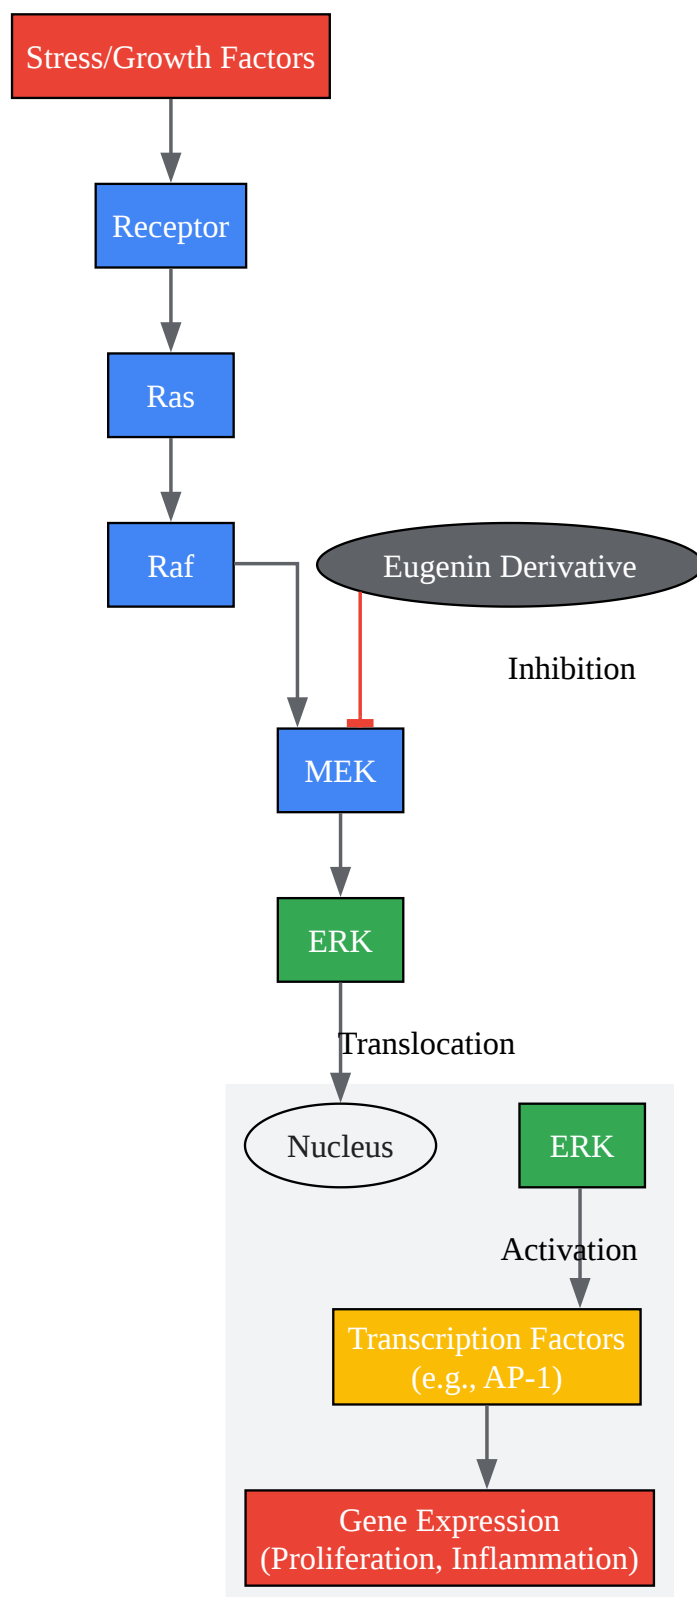 Stress/Growth Factors
Receptor
Ras
Raf
Eugenin Derivative
Inhibition
MEK
ERK
Translocation
Nucleus
ERK
Activation
Transcription Factors
(e.g., AP-1)
Gene Expression
(Proliferation, Inflammation)